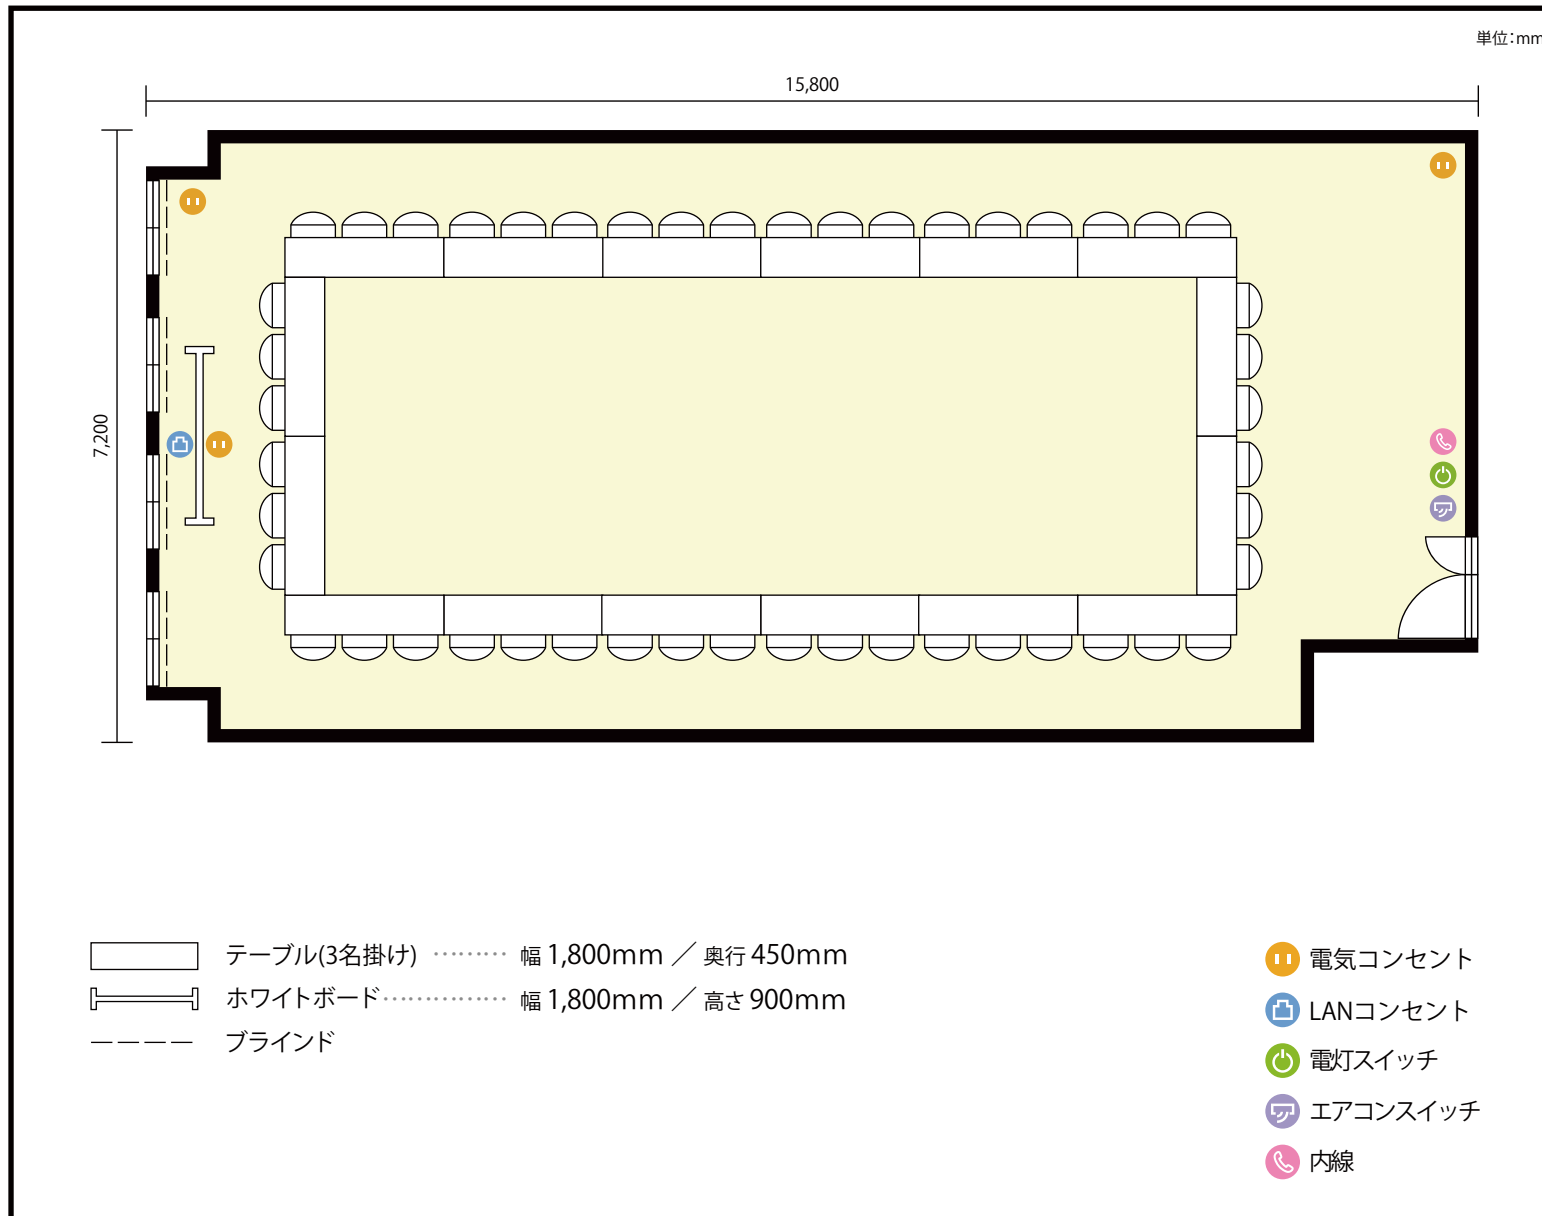 単位：mm
15,800
7,200
テーブル(3名掛け) ········· 幅 1,800mm ／ 奥行 450mm
ホワイトボード ··············· 幅 1,800mm ／ 高さ 900mm
ブラインド
電気コンセント
LANコンセント
電灯スイッチ
エアコンスイッチ
内線